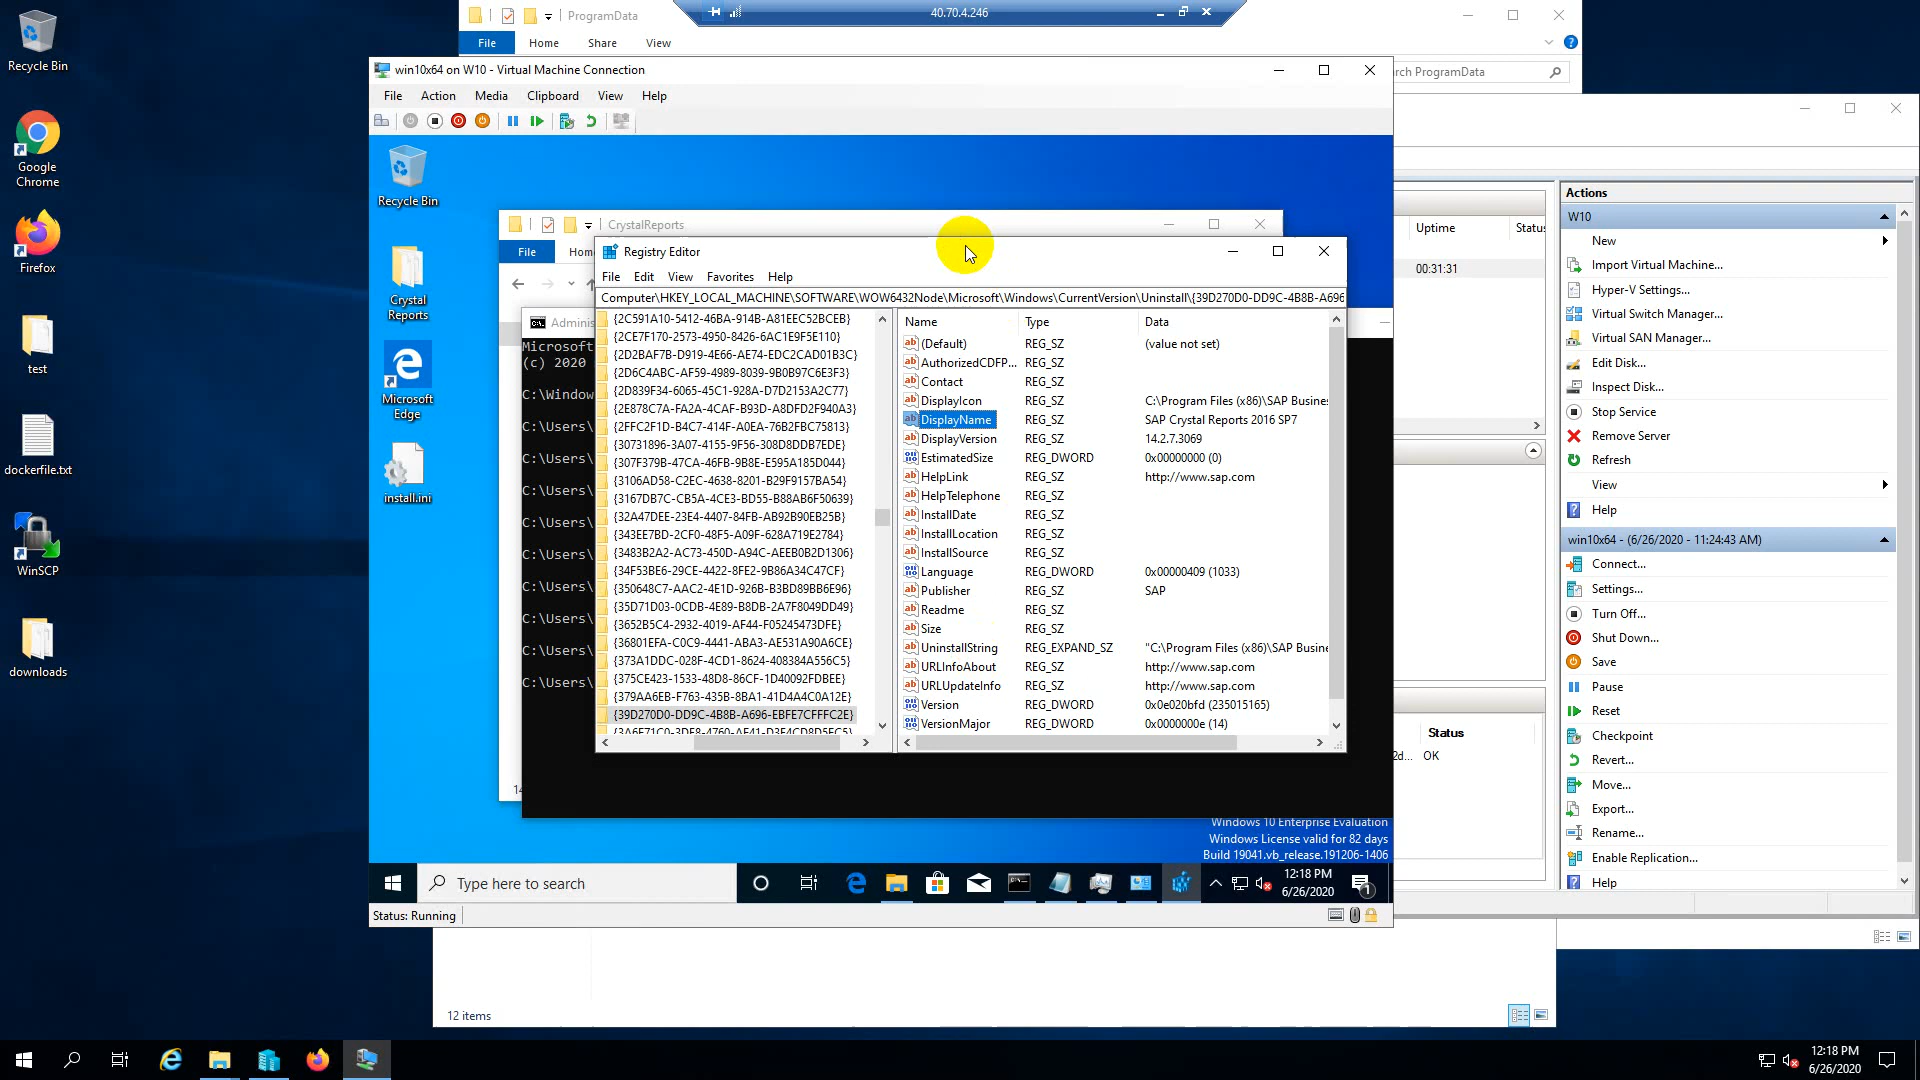 Recycle Bin
Google
Chrome
Firefox
test
dockerfile.txt
WinSCP
downloads
ProgramData
File
Home
Share
View
40.70.4.246
rch ProgramData
win10x64 on W10 - Virtual Machine Connection
File
Action
Media
Clipboard
View
Help
Recycle Bin
Crystal
Reports
Microsoft
Edge
install.ini
CrystalReports
File
Registry Editor
File
Edit
View
Favorites
Help
Computer\HKEY_LOCAL_MACHINE\SOFTWARE\WOW6432Node\Microsoft\Windows\CurrentVersion\Uninstall\{39D270D0-DD9C-4B8B-A696
Microsoft
(c) 2020
C:\Window
C:\Users\
C:\Users\
C:\Users\
C:\Users\
C:\Users\
C:\Users\
C:\Users\
C:\Users\
C:\Users\
{2C591A10-5412-46BA-914B-A81EEC52BCEB}
{2CE7F170-2573-4950-8426-6AC1E9F5E110}
{2D2BAF7B-D919-4E66-AE74-EDC2CAD01B3C}
{2D6C4ABC-AF59-4989-8039-9B0B97C6E3F3}
{2D839F34-6065-45C1-928A-D7D2153A2C77}
{2E878C7A-FA2A-4CAF-B93D-A8DFD2F940A3}
{2FFC2F1D-B4C7-414F-A0EA-76B2FBC75813}
{30731896-3A07-4155-9F56-308D8DDB7EDE}
{307F379B-47CA-46FB-9B8E-E595A185D044}
{3106AD58-C2EC-4638-8201-B29F9157BA54}
{3167DB7C-CB5A-4CE3-BD55-B88AB6F50639}
{32A47DEE-23E4-4407-84FB-AB92B90EB25B}
{343EE7BD-2CF0-48F5-A09F-628A719E2784}
{3483B2A2-AC73-450D-A94C-AEEB0B2D1306}
{34F53BE6-29CE-4422-8FE2-9B86A34C47CF}
{350648C7-AAC2-4E1D-926B-B3BD89BB6E96}
{35D71D03-0CDB-4E89-B8DB-2A7F8049DD49}
{3652B5C4-2932-4019-AF44-F05245473DFE}
{36801EFA-C0C9-4441-ABA3-AE531A90A6CE}
{373A1DDC-028F-4CD1-8624-408384A556C5}
{375CE423-1533-48D8-86CF-1D40092FDBEE}
{379AA6EB-F763-435B-8BA1-41D4A4C0A12E}
{39D270D0-DD9C-4B8B-A696-EBFE7CFFFC2E}
Name Type Data
(Default) REG_SZ (value not set)
AuthorizedCDFP... REG_SZ
Contact REG_SZ
DisplayIcon REG_SZ C:\Program Files (x86)\SAP Busines
DisplayName REG_SZ SAP Crystal Reports 2016 SP7
DisplayVersion REG_SZ 14.2.7.3069
EstimatedSize REG_DWORD 0x00000000 (0)
HelpLink REG_SZ http://www.sap.com
HelpTelephone REG_SZ
InstallDate REG_SZ
InstallLocation REG_SZ
InstallSource REG_SZ
Language REG_DWORD 0x00000409 (1033)
Publisher REG_SZ SAP
Readme REG_SZ
Size REG_SZ
UninstallString REG_EXPAND_SZ "C:\Program Files (x86)\SAP Busine
URLInfoAbout REG_SZ http://www.sap.com
URLUpdateInfo REG_SZ http://www.sap.com
Version REG_DWORD 0x0e020bfd (235015165)
VersionMajor REG_DWORD 0x0000000e (14)
Windows 10 Enterprise Evaluation
Windows License valid for 82 days
Build 19041.vb_release.191206-1406
Type here to search
12:18 PM
6/26/2020
1
Status: Running
Uptime
00:31:31
Status
OK
Actions
W10
New
Import Virtual Machine...
Hyper-V Settings...
Virtual Switch Manager...
Virtual SAN Manager...
Edit Disk...
Inspect Disk...
Stop Service
Remove Server
Refresh
View
Help
win10x64 - (6/26/2020 - 11:24:43 AM)
Connect...
Settings...
Turn Off...
Shut Down...
Save
Pause
Reset
Checkpoint
Revert...
Move...
Export...
Rename...
Enable Replication...
Help
12 items
12:18 PM
6/26/2020